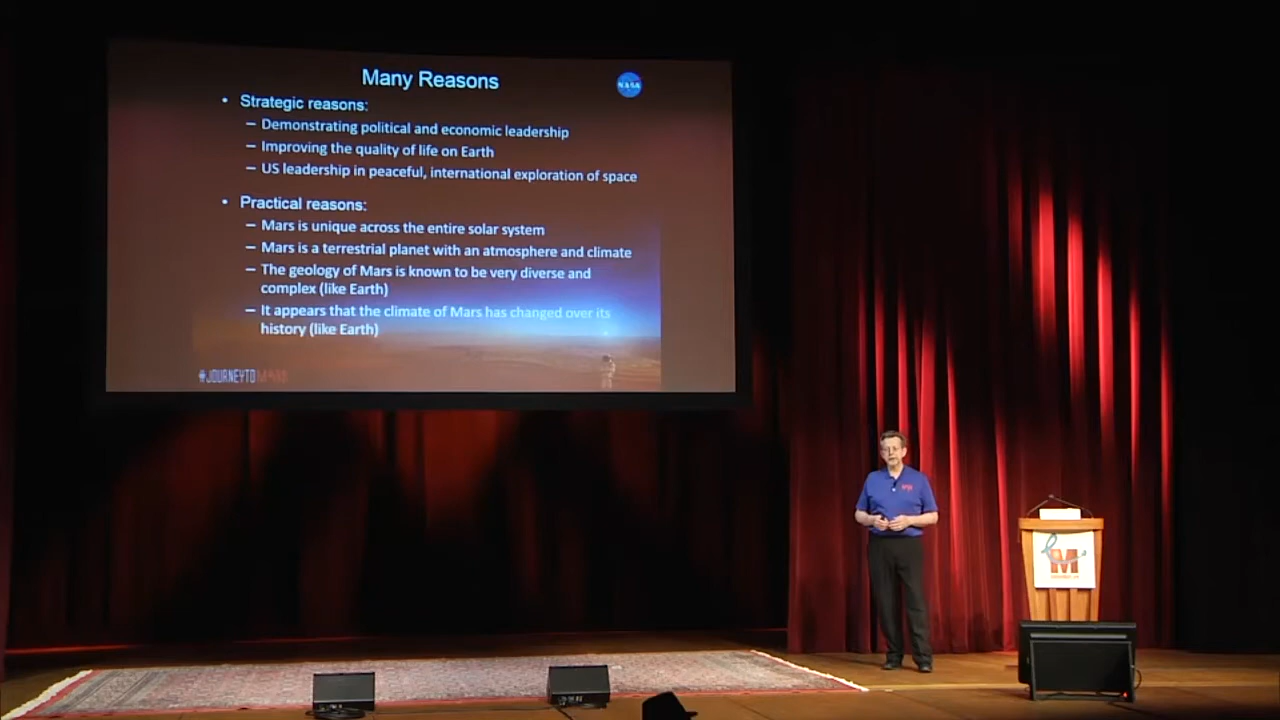 Many Reasons
NASA
• Strategic reasons:
– Demonstrating political and economic leadership
– Improving the quality of life on Earth
– US leadership in peaceful, international exploration of space
• Practical reasons:
– Mars is unique across the entire solar system
– Mars is a terrestrial planet with an atmosphere and climate
– The geology of Mars is known to be very diverse and
complex (like Earth)
– It appears that the climate of Mars has changed over its
history (like Earth)
#JOURNEYTOMARS
M